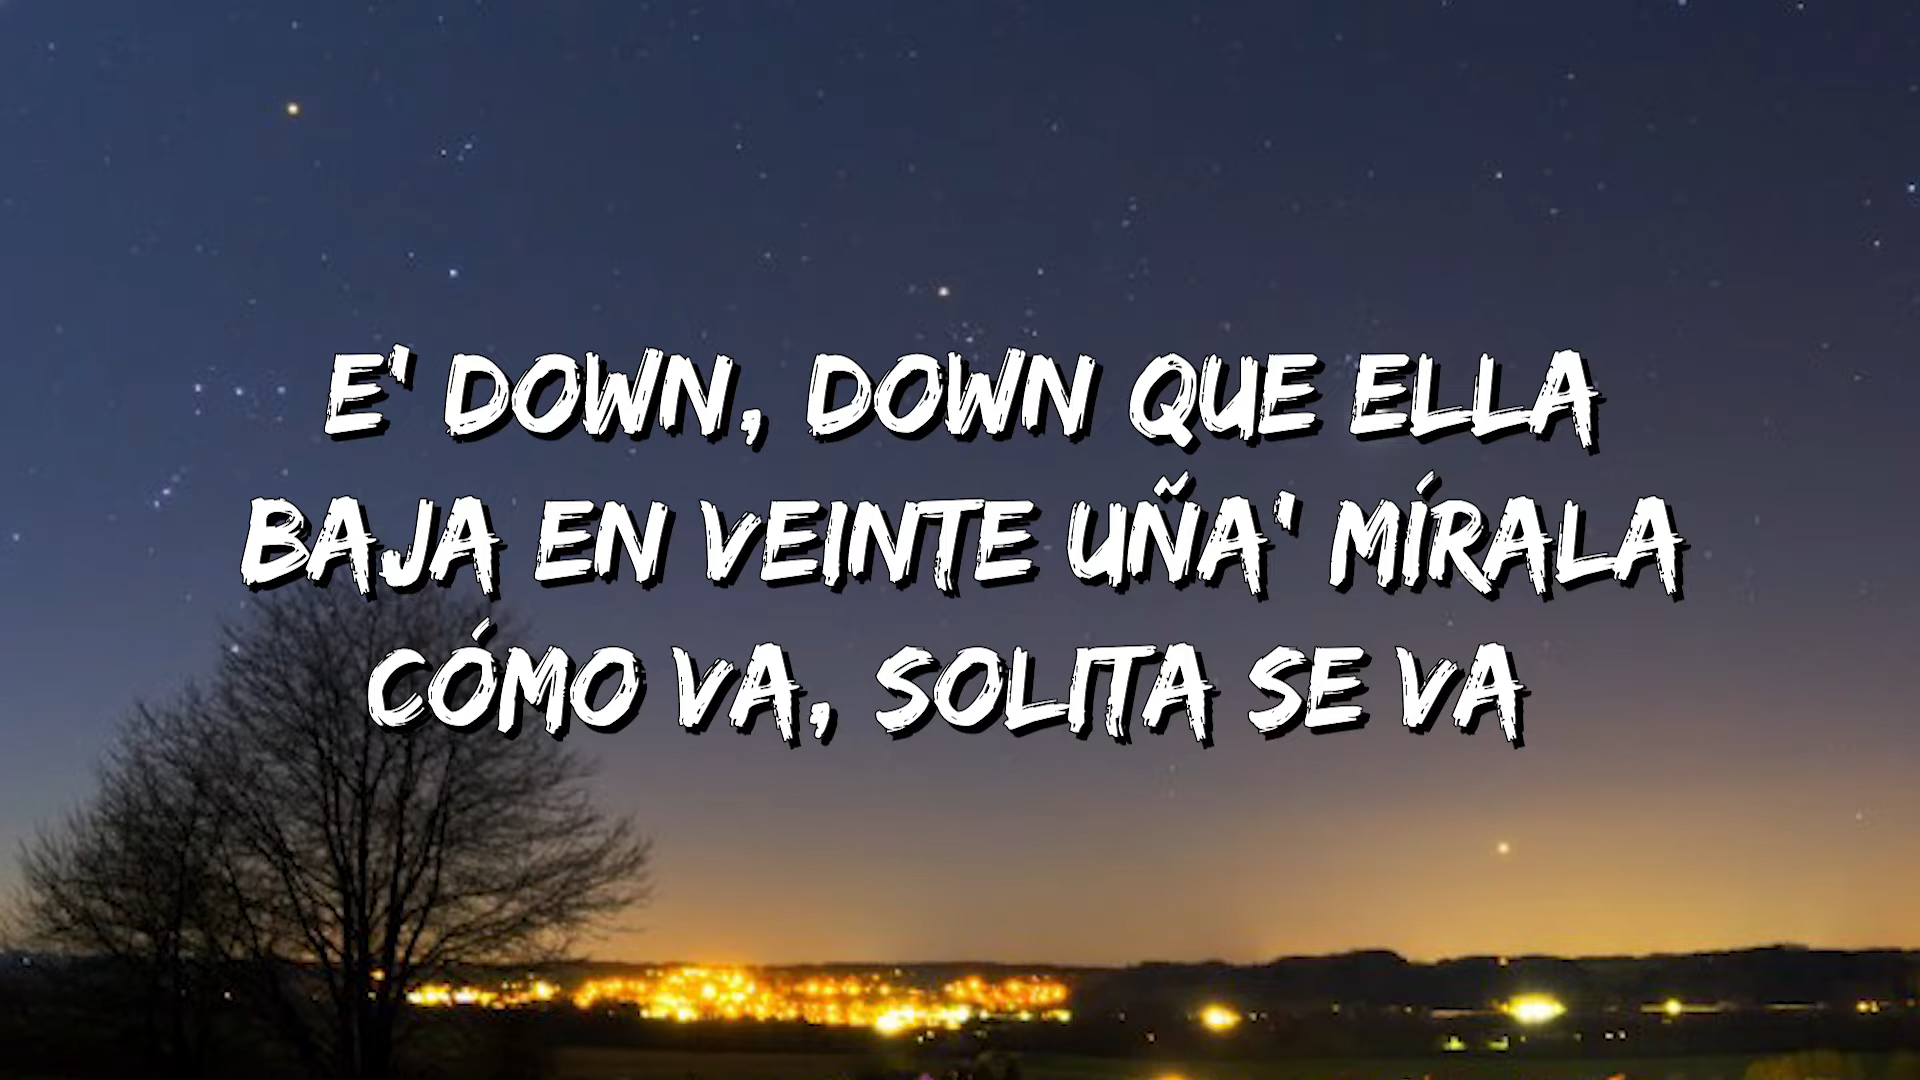 E' DOWN, DOWN QUE ELLA
BAJA EN VEINTE UÑA' MÍRALA
CÓMO VA, SOLITA SE VA